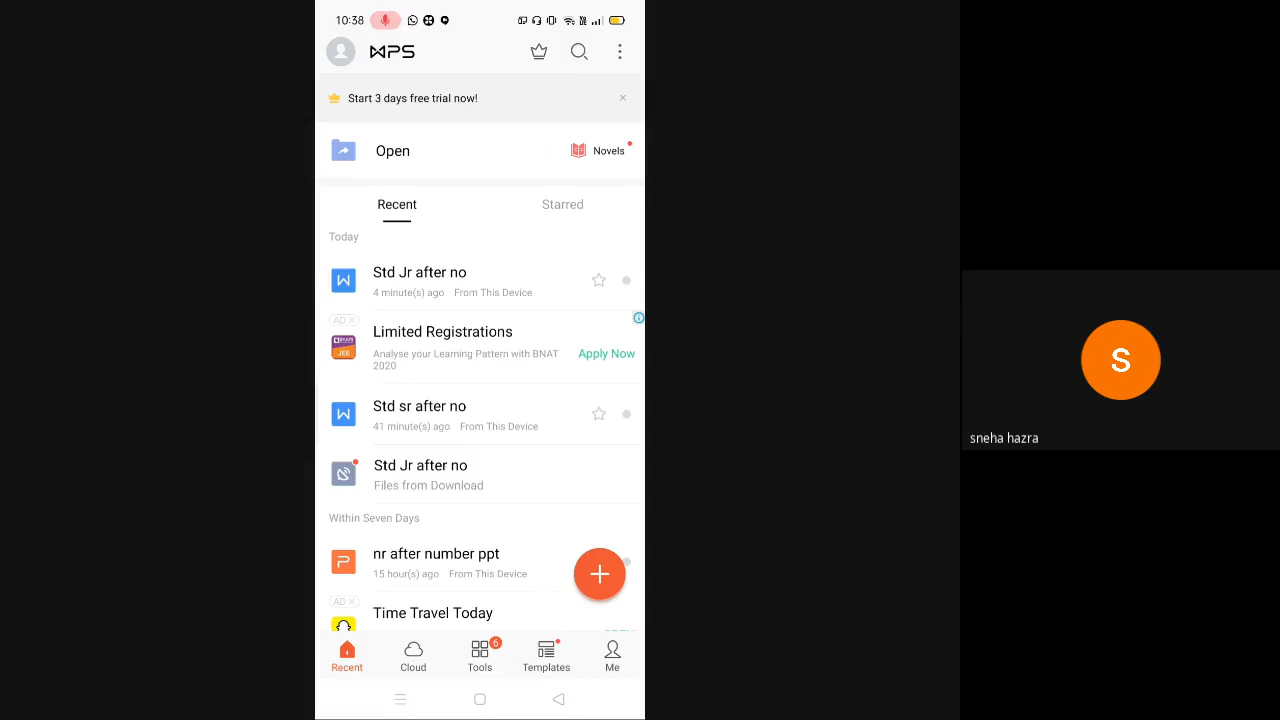 10:38
WPS
Start 3 days free trial now!
Open
Novels
Recent
Starred
Today
Std Jr after no
4 minute(s) ago From This Device
AD
Limited Registrations
JEE
Analyse your Learning Pattern with BNAT
2020
Apply Now
Std sr after no
41 minute(s) ago From This Device
Std Jr after no
Files from Download
Within Seven Days
nr after number ppt
15 hour(s) ago From This Device
AD
Time Travel Today
6
Recent
Cloud
Tools
Templates
Me
S
sneha hazra